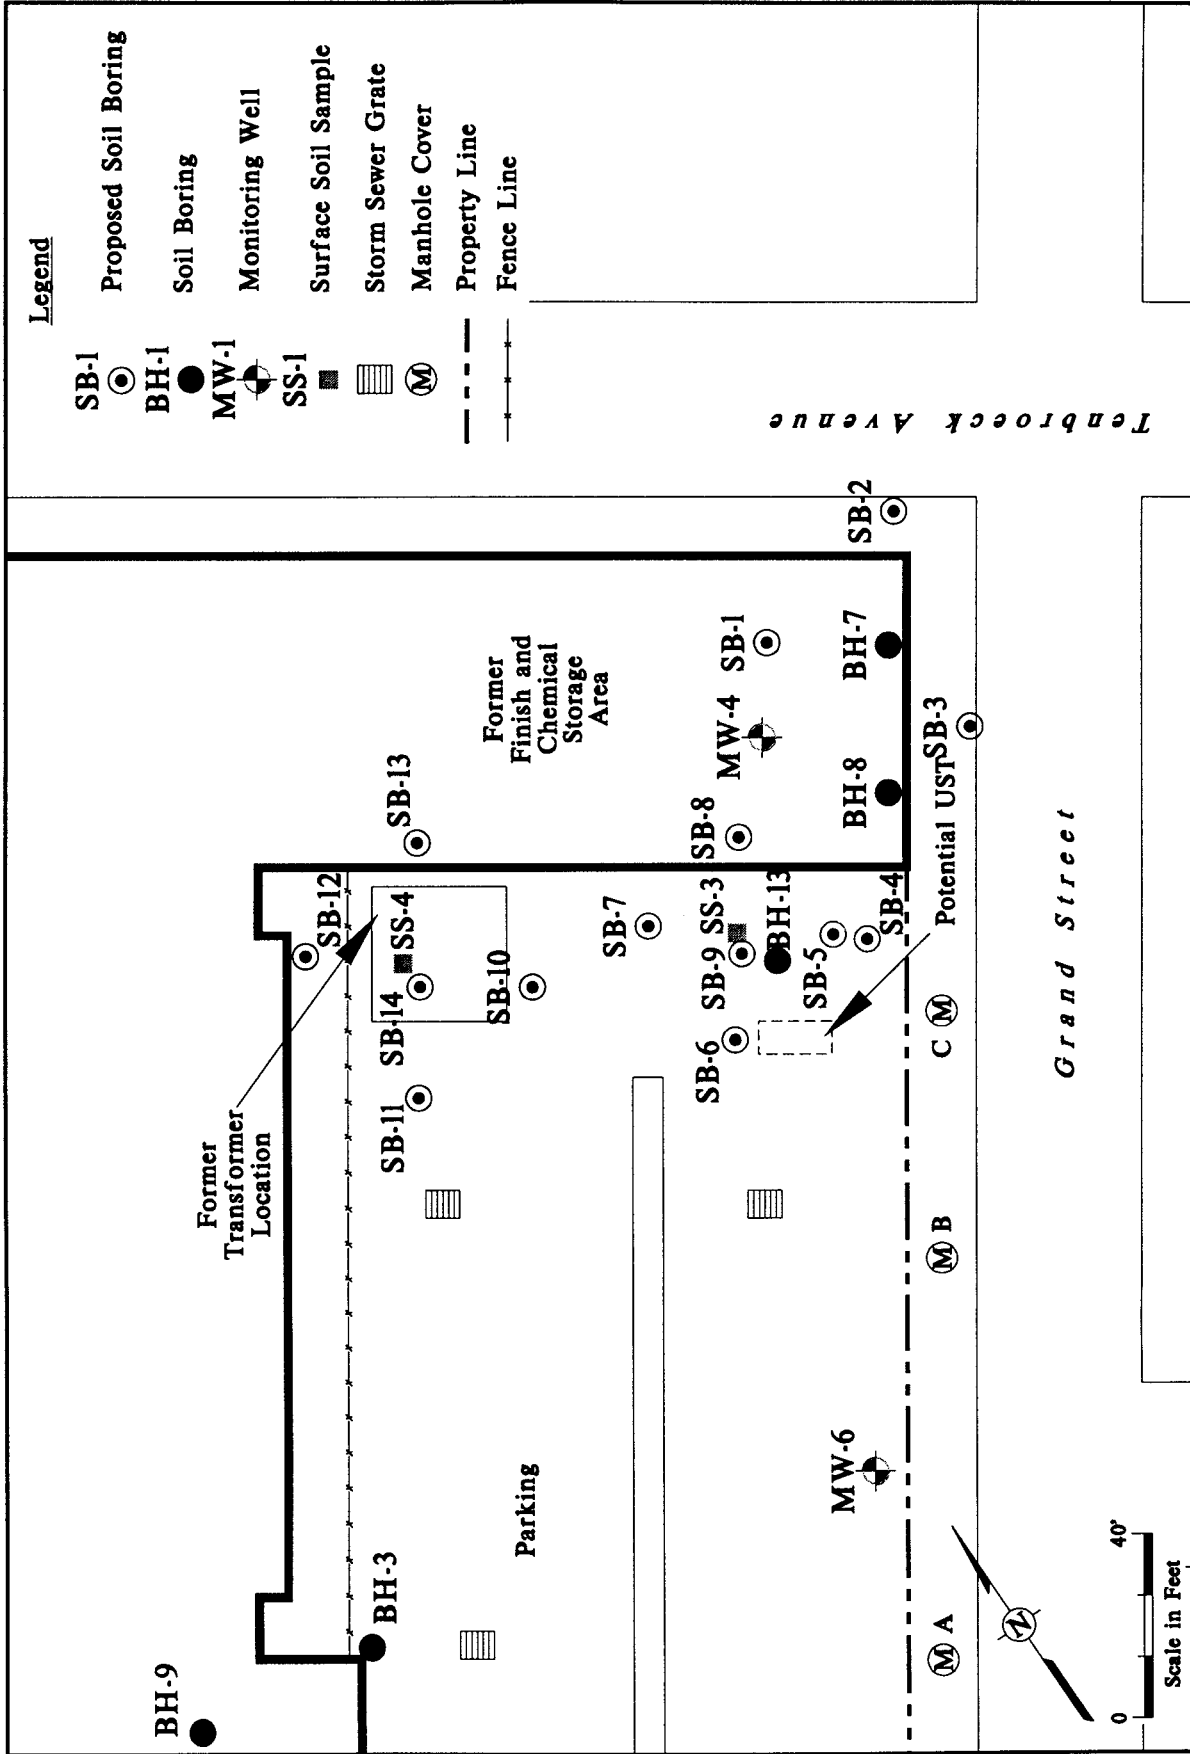 Legend
SB-1
Proposed Soil Boring
BH-1
Soil Boring
MW-1
Monitoring Well
SS-1
Surface Soil Sample
Storm Sewer Grate
M
Manhole Cover
Property Line
Fence Line
Tenbroeck Avenue
SB-2
BH-7
SB-1
MW-4
Former
Finish and
Chemical
Storage
Area
SB-3
BH-8
SB-8
SB-13
SB-12
SS-4
SB-14
SB-10
SB-11
SB-7
SS-3
SB-9
BH-13
SB-5
SB-4
SB-6
Potential UST
Former
Transformer
Location
C M
M B
Grand Street
MW-6
Parking
BH-3
BH-9
M A
N
0 40'
Scale in Feet